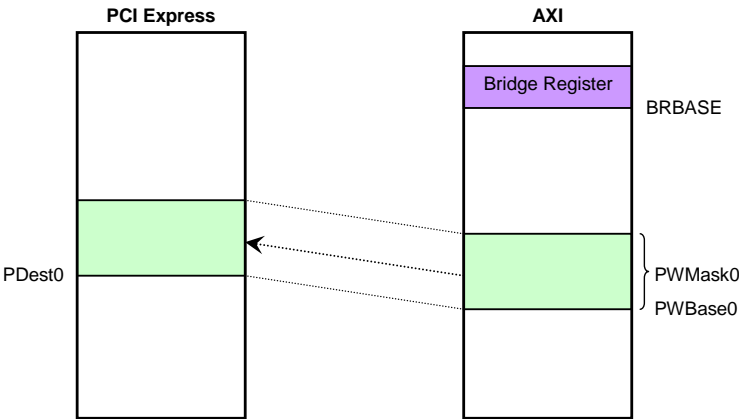 PCI Express
AXI
Bridge Register
BRBASE
PDest0
PWMask0
PWBase0